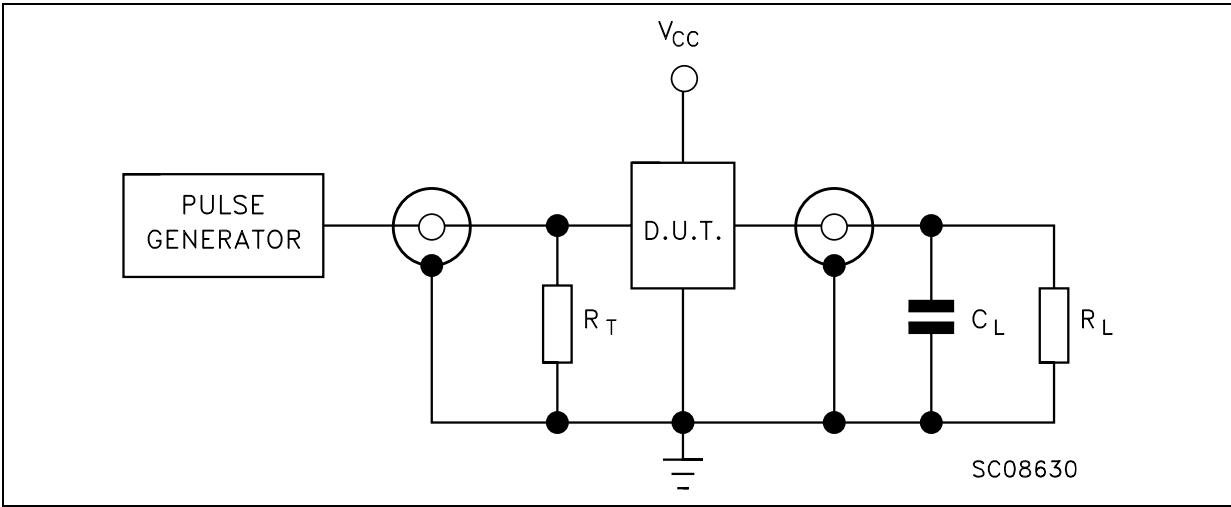 VCC
PULSE
GENERATOR
D.U.T.
RT
CL
RL
SC08630